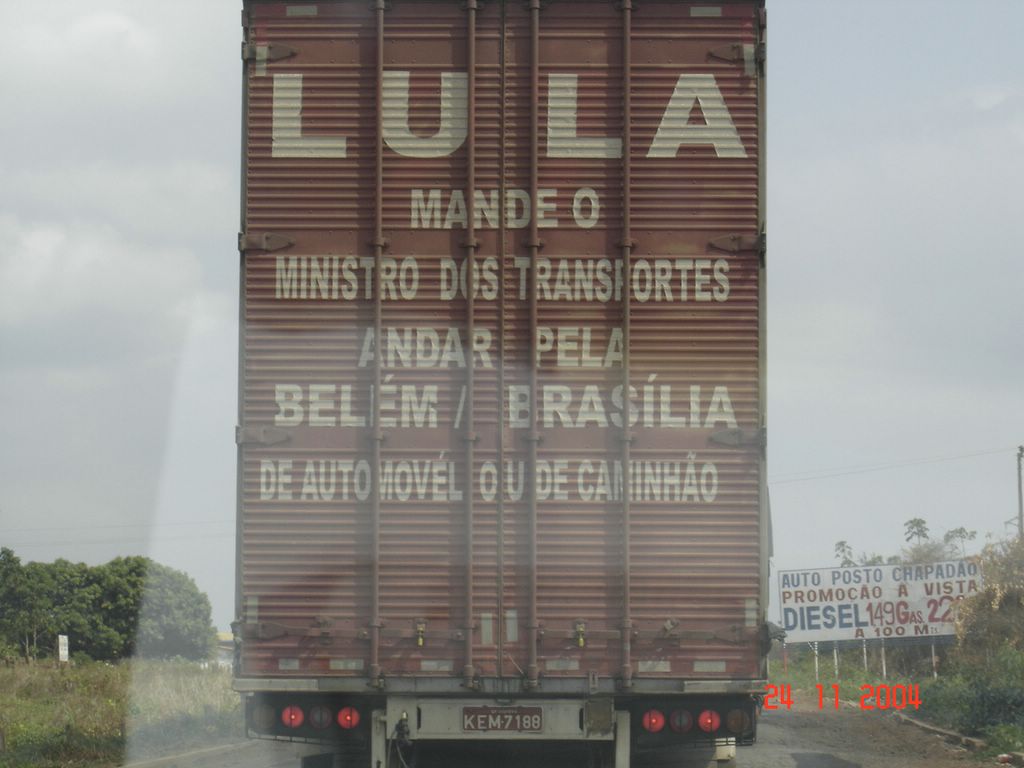 LULA
MANDE O
MINISTRO DOS TRANSPORTES
ANDAR PELA
BELÉM / BRASÍLIA
DE AUTOMOVÉL OU DE CAMINHÃO
KEM-7188
AUTO POSTO CHAPADÃO
PROMOCÃO A VISTA
DIESEL 149 GAS. 22
A 100 MTS
24 11 2004